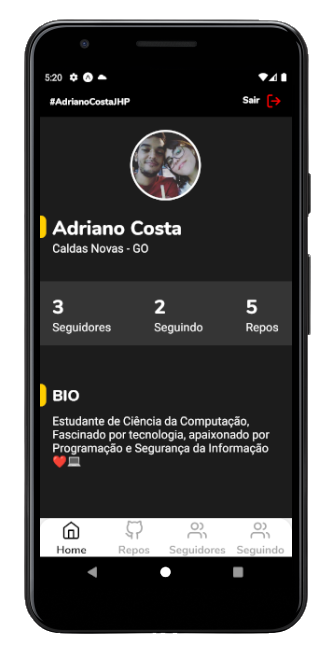 5:20
#AdrianoCostaJHP
Sair
Adriano Costa
Caldas Novas - GO
3 2 5
Seguidores Seguindo Repos
BIO
Estudante de Ciência da Computação,
Fascinado por tecnologia, apaixonado por
Programação e Segurança da Informação
❤️💻
Home Repos Seguidores Seguindo